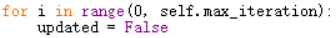 for i in range(0, self.max_iteration):
    updated = False